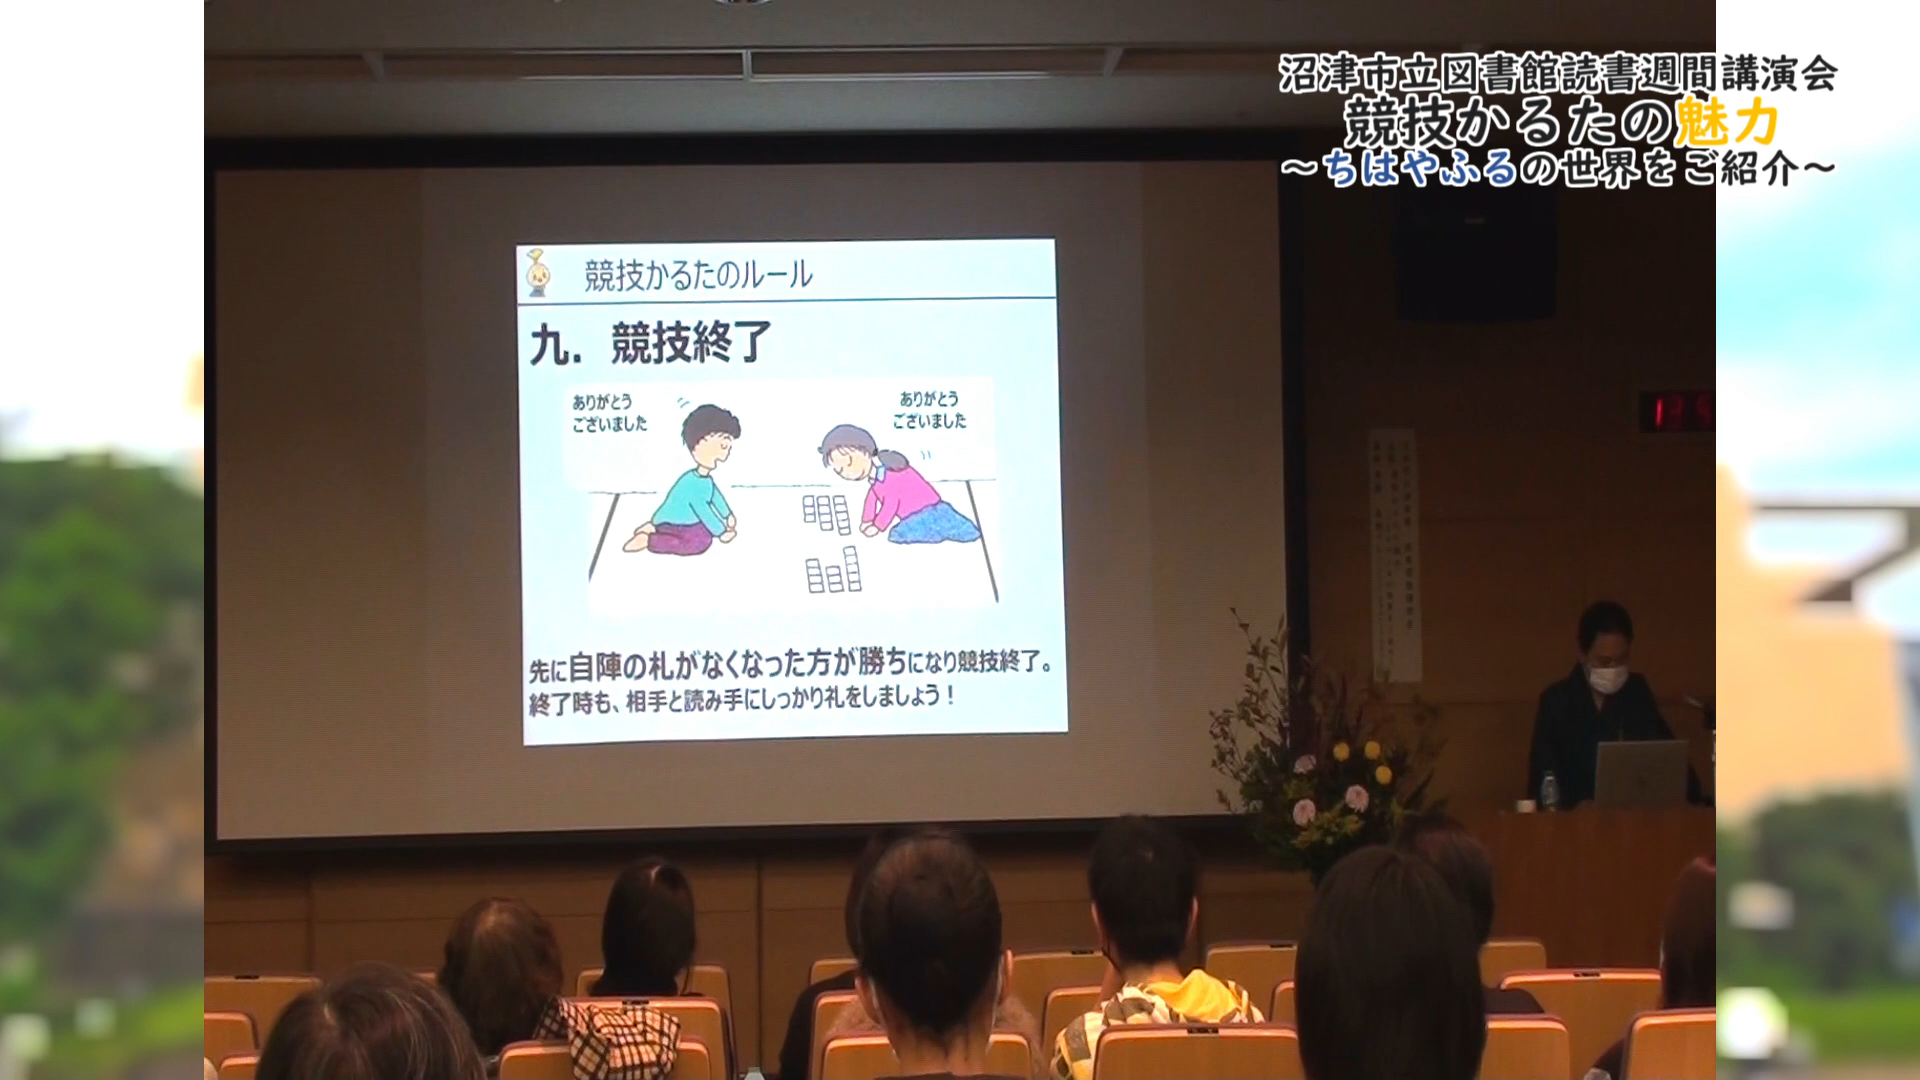 沼津市立図書館読書週間講演会
競技かるたの魅力
～ちはやふるの世界をご紹介～
競技かるたのルール
九．競技終了
ありがとう
ございました
ありがとう
ございました
先に自陣の札がなくなった方が勝ちになり競技終了。
終了時も、相手と読み手にしっかり礼をしましょう！